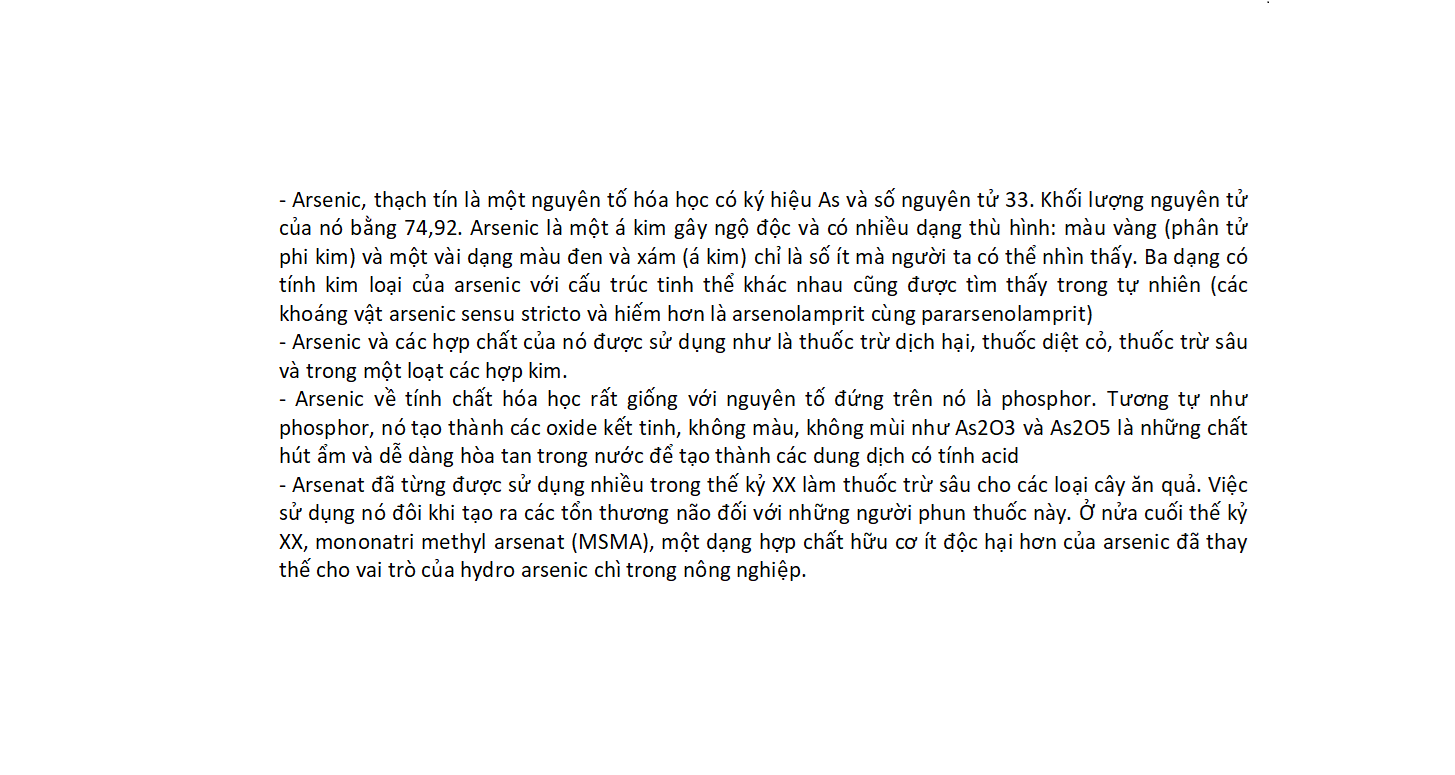 - Arsenic, thạch tín là một nguyên tố hóa học có ký hiệu As và số nguyên tử 33. Khối lượng nguyên tử
của nó bằng 74,92. Arsenic là một á kim gây ngộ độc và có nhiều dạng thù hình: màu vàng (phân tử
phi kim) và một vài dạng màu đen và xám (á kim) chỉ là số ít mà người ta có thể nhìn thấy. Ba dạng có
tính kim loại của arsenic với cấu trúc tinh thể khác nhau cũng được tìm thấy trong tự nhiên (các
khoáng vật arsenic sensu stricto và hiếm hơn là arsenolamprit cùng pararsenolamprit)
- Arsenic và các hợp chất của nó được sử dụng như là thuốc trừ dịch hại, thuốc diệt cỏ, thuốc trừ sâu
và trong một loạt các hợp kim.
- Arsenic về tính chất hóa học rất giống với nguyên tố đứng trên nó là phosphor. Tương tự như
phosphor, nó tạo thành các oxide kết tinh, không màu, không mùi như As2O3 và As2O5 là những chất
hút ẩm và dễ dàng hòa tan trong nước để tạo thành các dung dịch có tính acid
- Arsenat đã từng được sử dụng nhiều trong thế kỷ XX làm thuốc trừ sâu cho các loại cây ăn quả. Việc
sử dụng nó đôi khi tạo ra các tổn thương não đối với những người phun thuốc này. Ở nửa cuối thế kỷ
XX, mononatri methyl arsenat (MSMA), một dạng hợp chất hữu cơ ít độc hại hơn của arsenic đã thay
thế cho vai trò của hydro arsenic chì trong nông nghiệp.